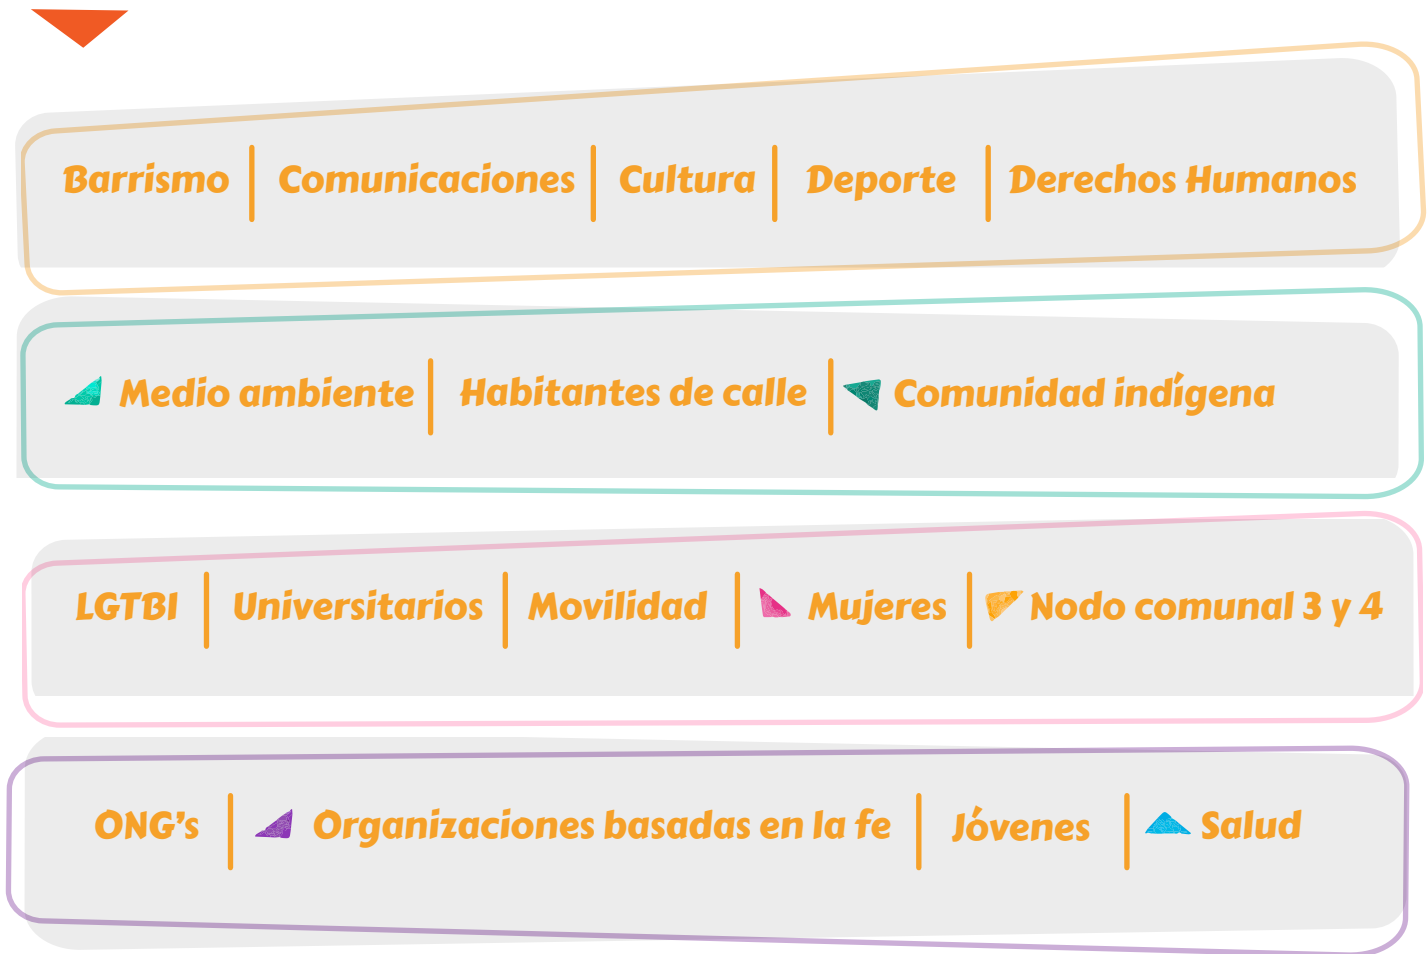 Barrismo Comunicaciones Cultura Deporte Derechos Humanos
Medio ambiente Habitantes de calle Comunidad indígena
LGTBI Universitarios Movilidad Mujeres Nodo comunal 3 y 4
ONG's Organizaciones basadas en la fe Jóvenes Salud